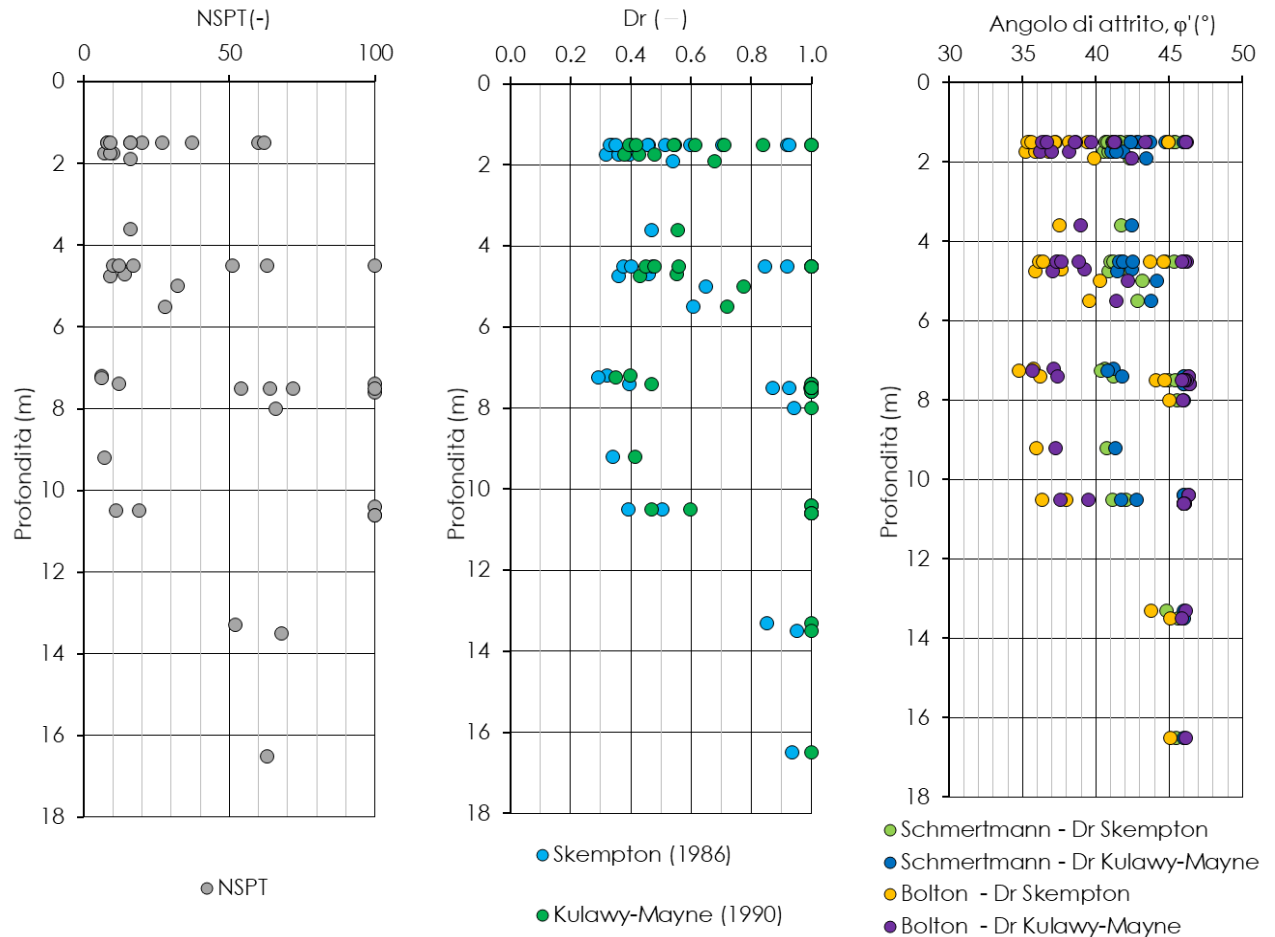 NSPT(-)
0 50 100
0
2
4
6
8
10
12
14
16
18
Profondità (m)
NSPT
Dr (—)
0.0 0.2 0.4 0.6 0.8 1.0
0
2
4
6
8
10
12
14
16
18
Profondità (m)
Skempton (1986)
Kulawy-Mayne (1990)
Angolo di attrito, φ'(°)
30 35 40 45 50
0
2
4
6
8
10
12
14
16
18
Profondità (m)
Schmertmann - Dr Skempton
Schmertmann - Dr Kulawy-Mayne
Bolton - Dr Skempton
Bolton - Dr Kulawy-Mayne